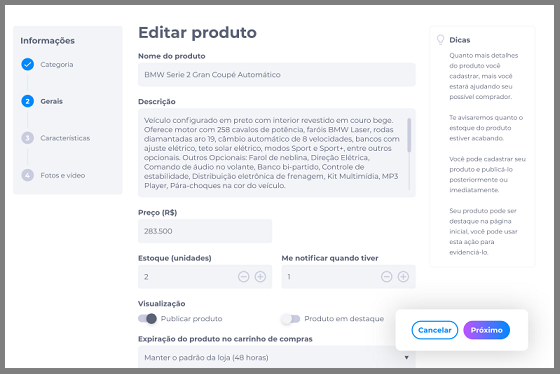 Informações
Categoria
2 Gerais
3 Características
4 Fotos e vídeo
Editar produto
Nome do produto
BMW Serie 2 Gran Coupé Automático
Descrição
Veículo configurado em preto com interior revestido em couro bege.
Oferece motor com 258 cavalos de potência, faróis BMW Laser, rodas
diamantadas aro 19, câmbio automático de 8 velocidades, bancos com
ajuste elétrico, teto solar elétrico, modos Sport e Sport+, entre outros
opcionais. Outros Opcionais: Farol de neblina, Direção Elétrica,
Comando de áudio no volante, Banco bi-partido, Controle de
estabilidade, Distribuição eletrônica de frenagem, Kit Multimídia, MP3
Player, Pára-choques na cor do veículo.
Preço (R$)
283.500
Estoque (unidades)
2
Me notificar quando tiver
1
Visualização
Publicar produto
Produto em destaque
Expiração do produto no carrinho de compras
Manter o padrão da loja (48 horas)
Dicas
Quanto mais detalhes
do produto você
cadastrar, mais você
estará ajudando seu
possível comprador.
Te avisaremos quanto o
estoque do produto
estiver acabando.
Você pode cadastrar seu
produto e publicá-lo
posteriormente ou
imediatamente.
Seu produto pode ser
destaque na página
inicial, você pode usar
esta ação para
evidenciá-lo.
Cancelar
Próximo